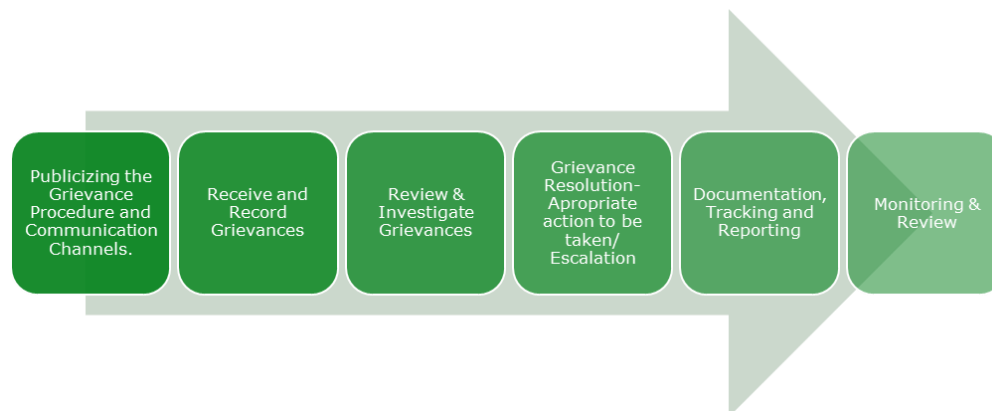 Publicizing the
Grievance
Procedure and
Communication
Channels.
Receive and
Record
Grievances
Review &
Investigate
Grievances
Grievance
Resolution-
Apropriate
action to be
taken/
Escalation
Documentation,
Tracking and
Reporting
Monitoring &
Review